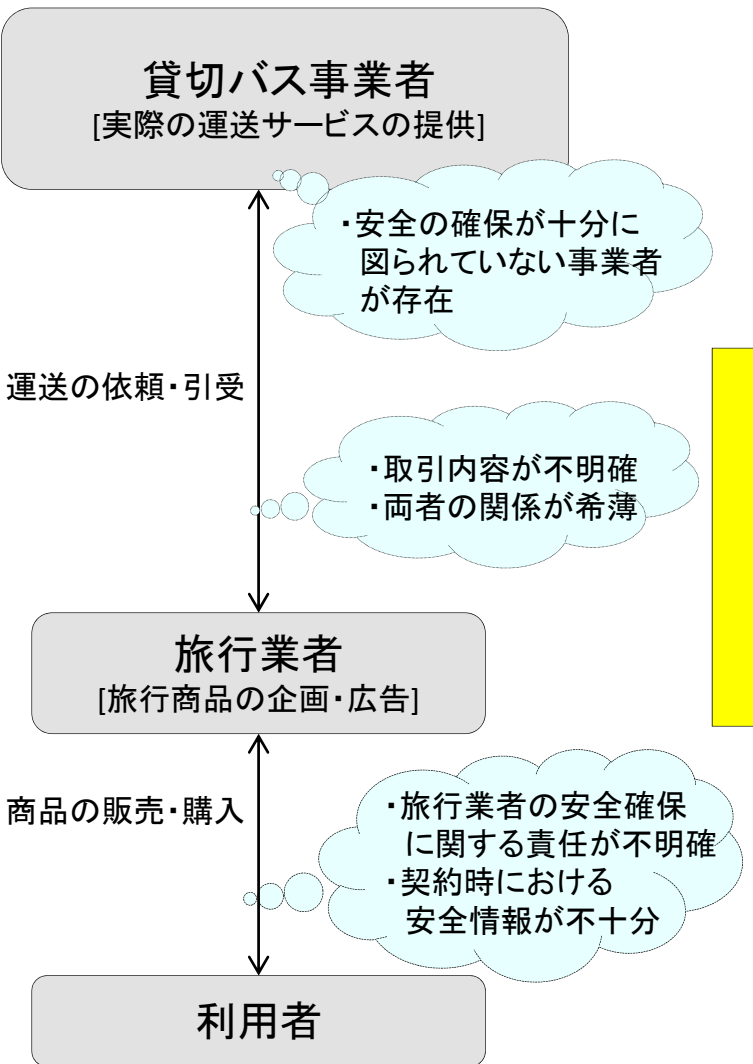 貸切バス事業者
[実際の運送サービスの提供]
・安全の確保が十分に
図られていない事業者
が存在
運送の依頼・引受
・取引内容が不明確
・両者の関係が希薄
旅行業者
[旅行商品の企画・広告]
商品の販売・購入
・旅行業者の安全確保
に関する責任が不明確
・契約時における
安全情報が不十分
利用者